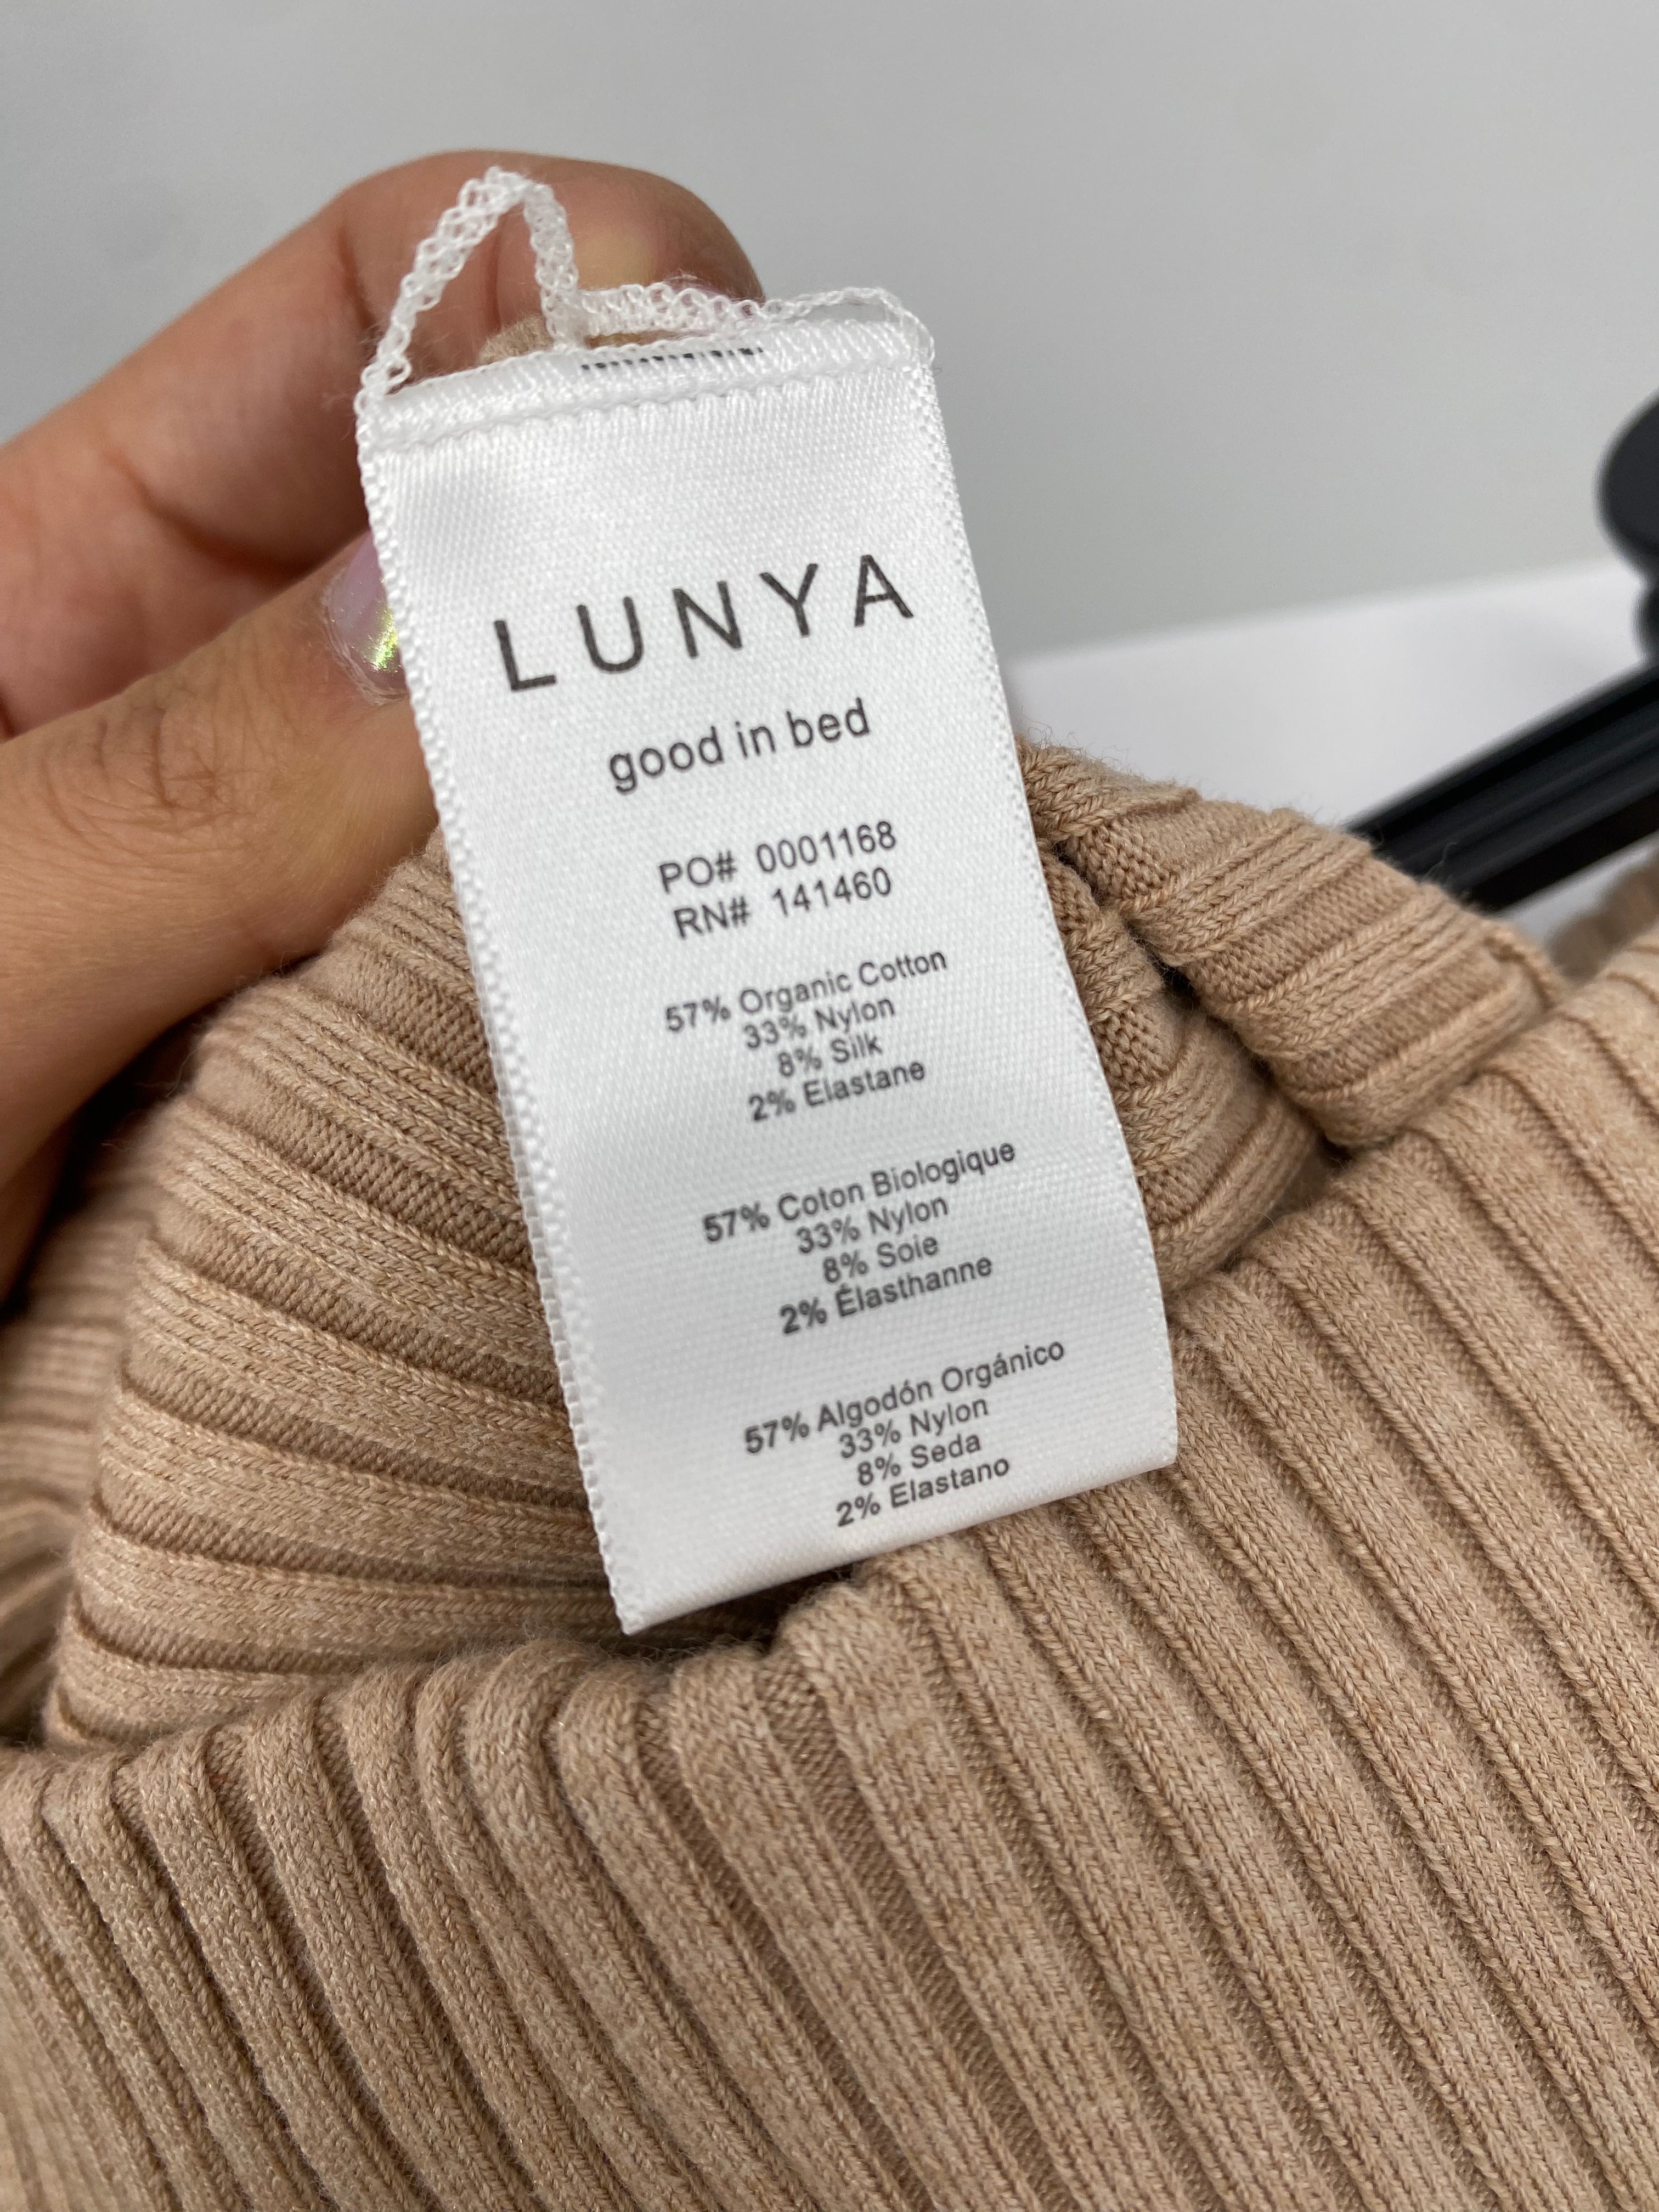 LUNYA
good in bed
PO# 0001168
RN# 141460
57% Organic Cotton
33% Nylon
8% Silk
2% Elastane
57% Coton Biologique
33% Nylon
8% Soie
2% Élasthanne
57% Algodón Orgánico
33% Nylon
8% Seda
2% Elastano